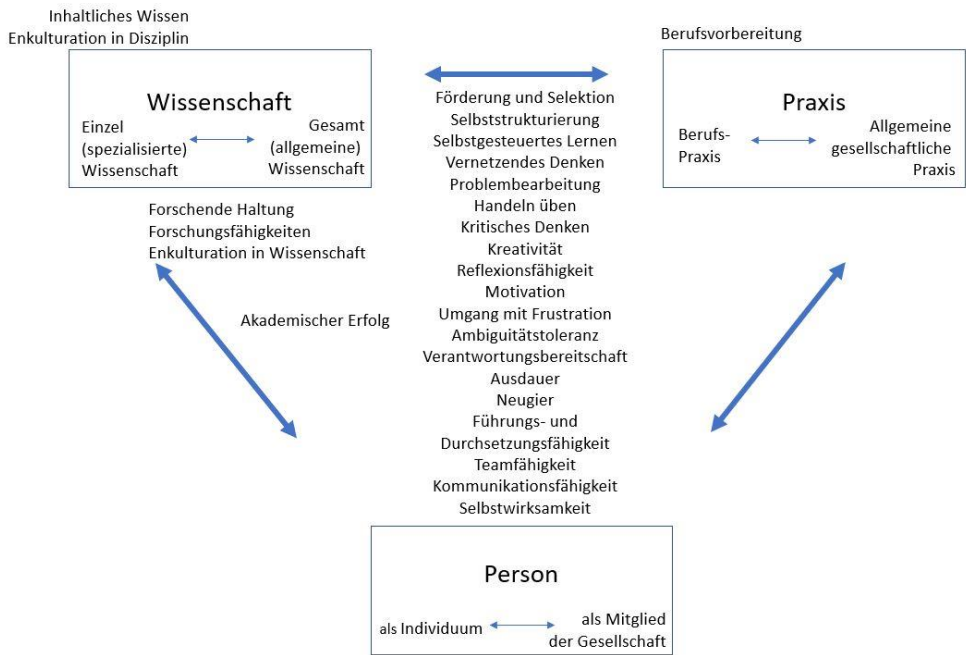 Inhaltliches Wissen
Enkulturation in Disziplin
Wissenschaft
Einzel
(spezialisierte)
Wissenschaft
Gesamt
(allgemeine)
Wissenschaft
Forschende Haltung
Forschungsfähigkeiten
Enkulturation in Wissenschaft
Akademischer Erfolg
Förderung und Selektion
Selbststrukturierung
Selbstgesteuertes Lernen
Vernetzendes Denken
Problembearbeitung
Handeln üben
Kritisches Denken
Kreativität
Reflexionsfähigkeit
Motivation
Umgang mit Frustration
Ambiguitätstoleranz
Verantwortungsbereitschaft
Ausdauer
Neugier
Führungs- und
Durchsetzungsfähigkeit
Teamfähigkeit
Kommunikationsfähigkeit
Selbstwirksamkeit
Berufsvorbereitung
Praxis
Berufs-
Praxis
Allgemeine
gesellschaftliche
Praxis
Person
als Individuum
als Mitglied
der Gesellschaft